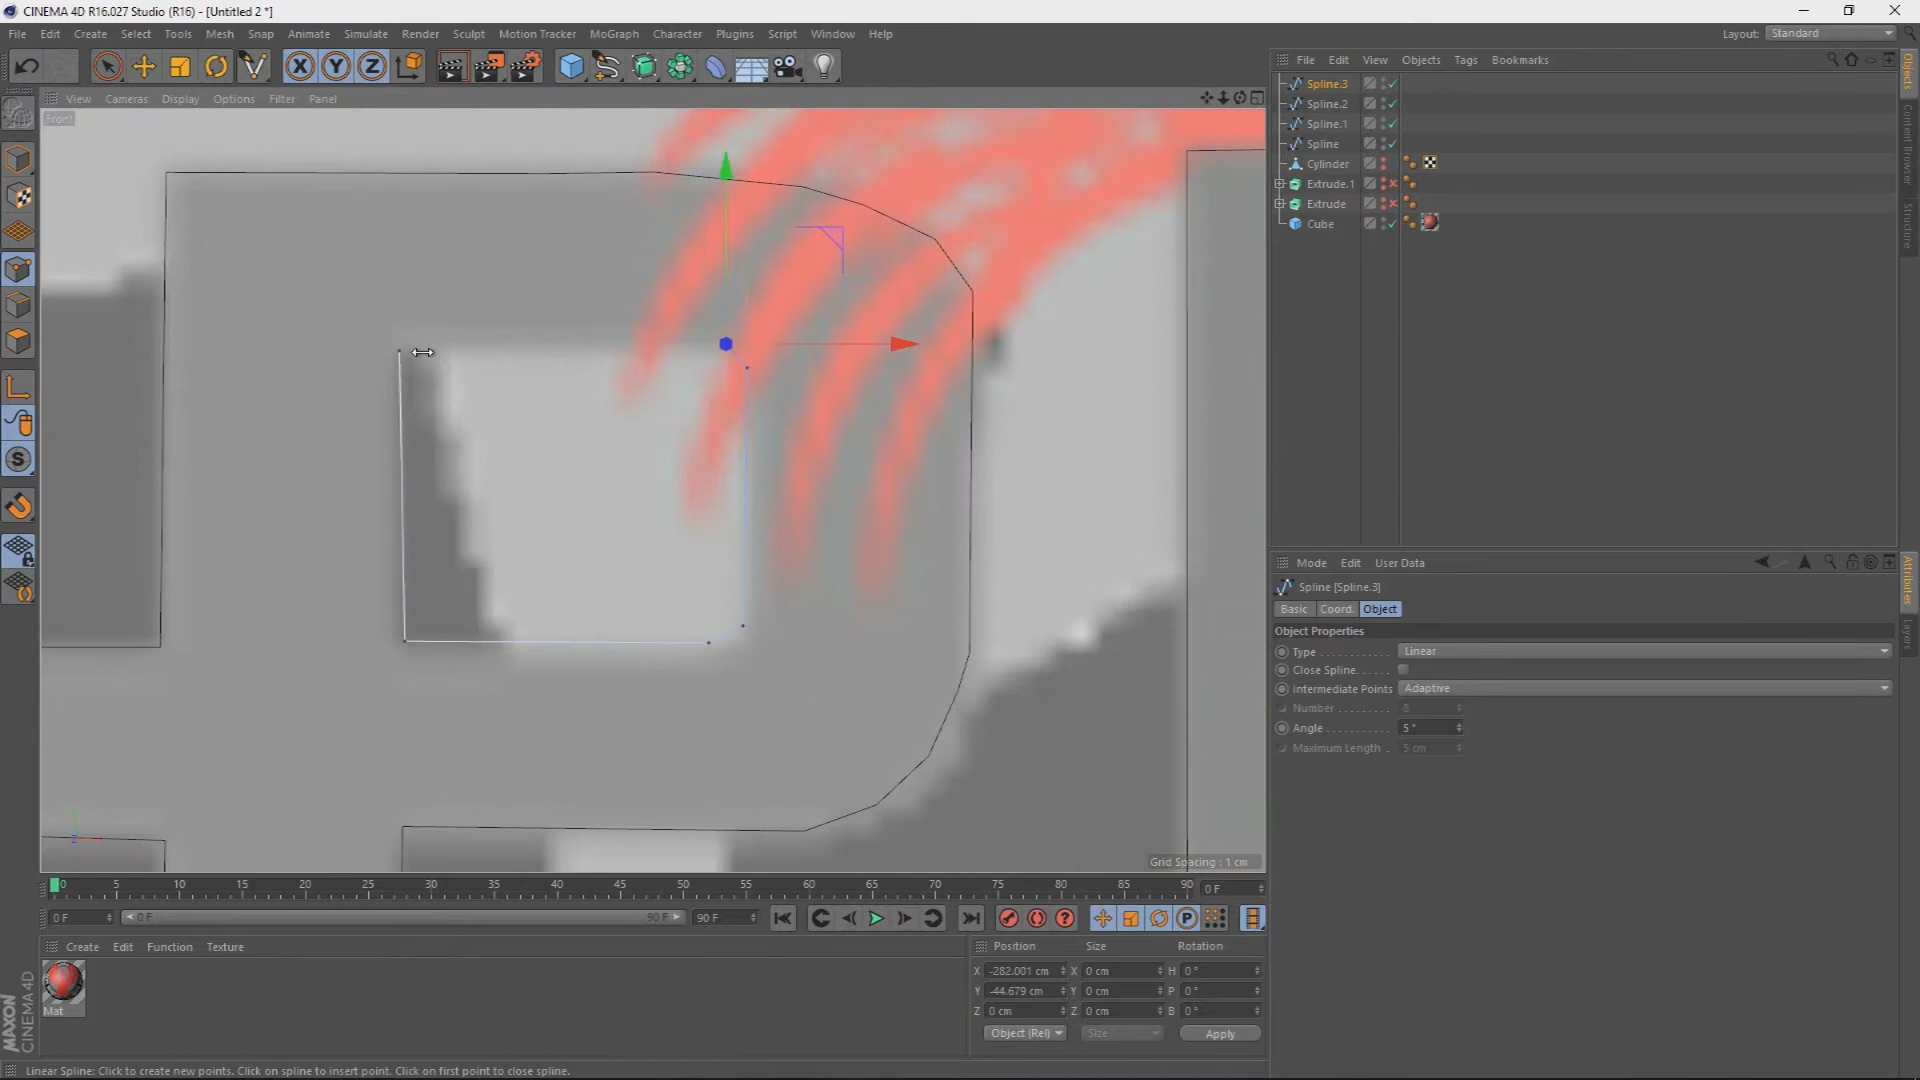 CINEMA 4D R16.027 Studio (R16) - [Untitled 2 *]
File Edit Create Select Tools Mesh Snap Animate Simulate Render Sculpt Motion Tracker MoGraph Character Plugins Script Window Help
Layout: Standard
View Cameras Display Options Filter Panel
Front
File Edit View Objects Tags Bookmarks
Spline.3
Spline.2
Spline.1
Spline
Cylinder
Extrude.1
Extrude
Cube
Objects
Content Browser
Structure
Mode Edit User Data
Spline [Spline.3]
Basic Coord. Object
Object Properties
Type Linear
Close Spline
Intermediate Points Adaptive
Number 8
Angle 5 °
Maximum Length 5 cm
Attributes
Layers
Grid Spacing : 1 cm
0 5 10 15 20 25 30 35 40 45 50 55 60 65 70 75 80 85 90 0 F
0 F 0 F 90 F 90 F
Create Edit Function Texture
Mat
Position Size Rotation
X -282.001 cm X 0 cm H 0 °
Y -44.679 cm Y 0 cm P 0 °
Z 0 cm Z 0 cm B 0 °
Object (Rel) Size Apply
MAXON CINEMA 4D
Linear Spline: Click to create new points. Click on spline to insert point. Click on first point to close spline.